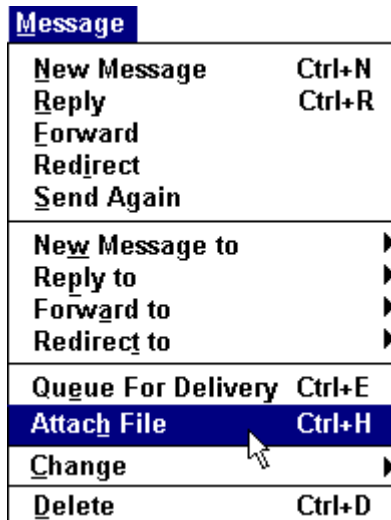 Message
New Message Ctrl+N
Reply Ctrl+R
Forward
Redirect
Send Again
New Message to
Reply to
Forward to
Redirect to
Queue For Delivery Ctrl+E
Attach File Ctrl+H
Change
Delete Ctrl+D